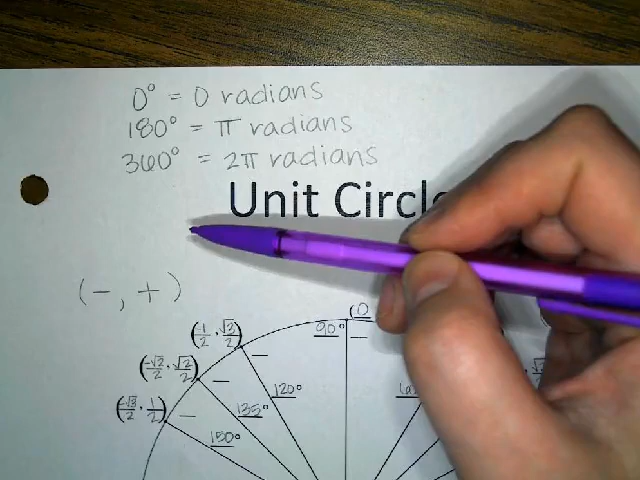 0° = 0 radians
180° = π radians
360° = 2π radians
Unit Circle
(-, +)
(0
90°
(-1/2, √3/2)
(-√2/2, √2/2)
120°
(-√3/2, 1/2)
135°
150°